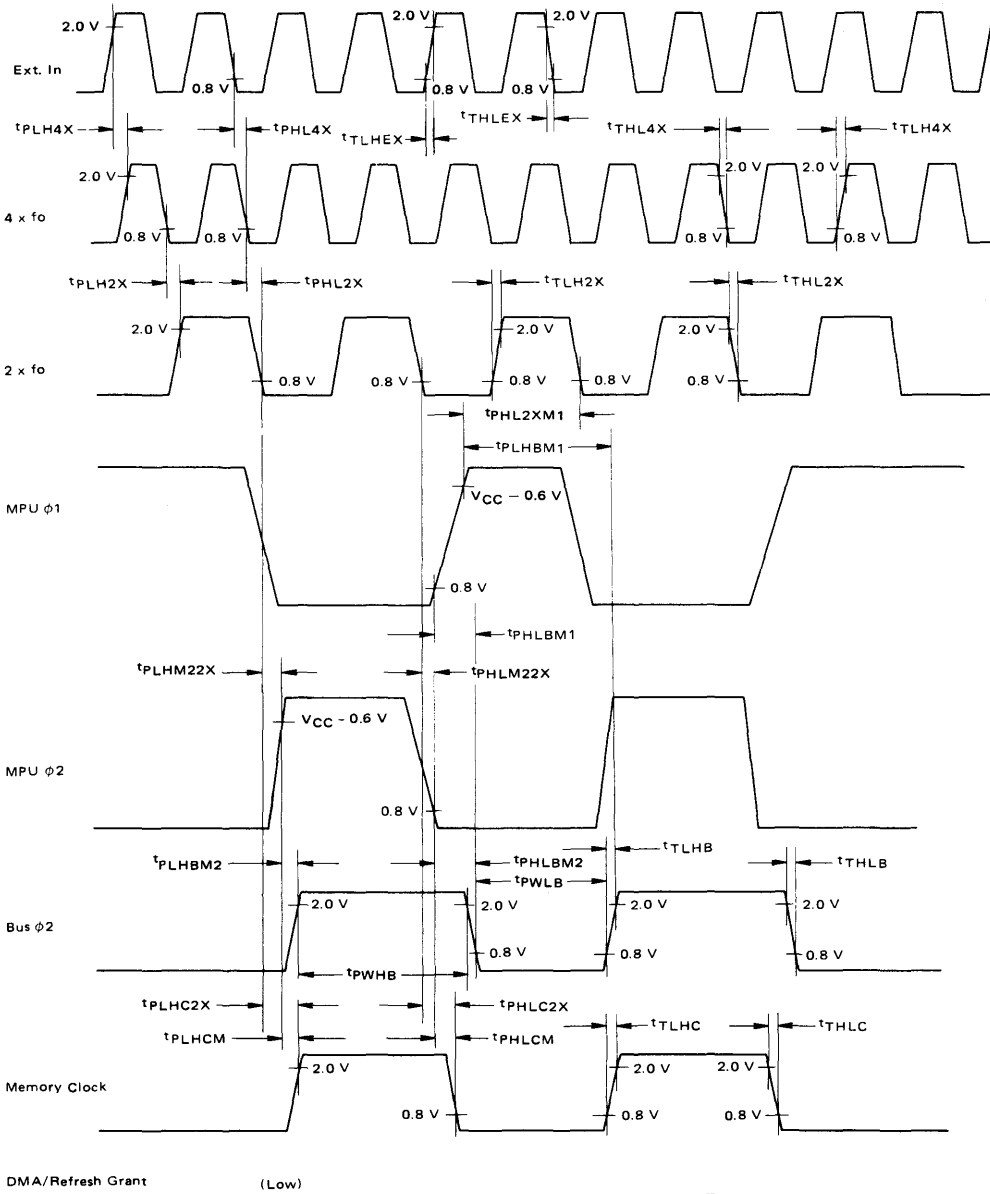 2.0 V
2.0 V
2.0 V
Ext. In
0.8 V
0.8 V
0.8 V
tPLH4X
tPHL4X
tTLHEX
tTHLEX
tTHL4X
tTLH4X
2.0 V
2.0 V
2.0 V
4 x fo
0.8 V
0.8 V
0.8 V
0.8 V
tPLH2X
tPHL2X
tTLH2X
tTHL2X
2.0 V
2.0 V
2.0 V
2 x fo
0.8 V
0.8 V
0.8 V
0.8 V
0.8 V
tPHL2XM1
tPLHBM1
MPU φ1
VCC – 0.6 V
0.8 V
tPHLBM1
tPLHM22X
tPHLM22X
VCC – 0.6 V
MPU φ2
0.8 V
tPLHBM2
tPHLBM2
tTLHB
tTHLB
tPWLB
Bus φ2
2.0 V
2.0 V
2.0 V
2.0 V
0.8 V
0.8 V
0.8 V
tPWHB
tPLHC2X
tPHLC2X
tPLHCM
tPHLCM
tTLHC
tTHLC
Memory Clock
2.0 V
2.0 V
2.0 V
0.8 V
0.8 V
0.8 V
DMA/Refresh Grant (Low)